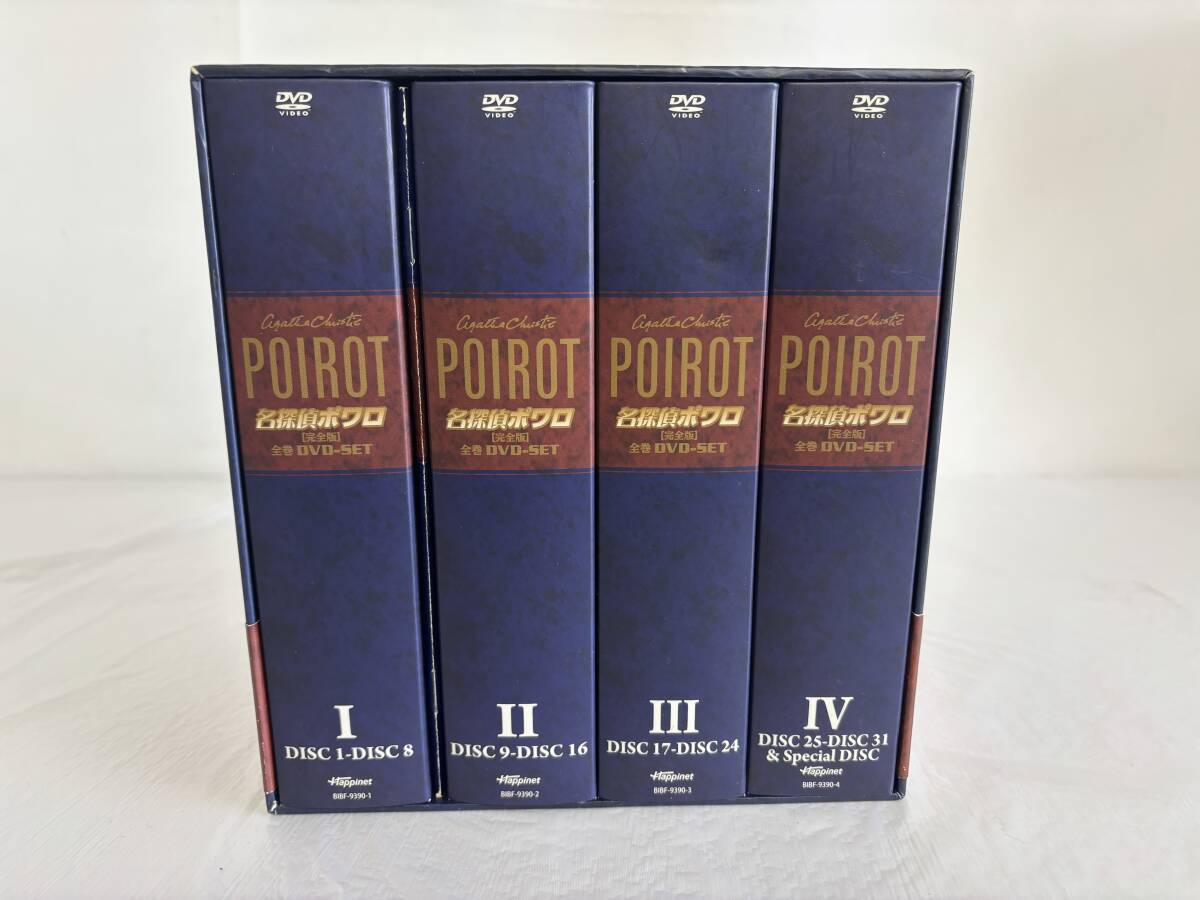 DVD
VIDEO
Agatha Christie
POIROT
名探偵ポワロ
[完全版]
全巻 DVD-SET
I
DISC 1-DISC 8
Happinet
BIBF-9390-1
DVD
VIDEO
Agatha Christie
POIROT
名探偵ポワロ
[完全版]
全巻 DVD-SET
II
DISC 9-DISC 16
Happinet
BIBF-9390-2
DVD
VIDEO
Agatha Christie
POIROT
名探偵ポワロ
[完全版]
全巻 DVD-SET
III
DISC 17-DISC 24
Happinet
BIBF-9390-3
DVD
VIDEO
Agatha Christie
POIROT
名探偵ポワロ
[完全版]
全巻 DVD-SET
IV
DISC 25-DISC 31
& Special DISC
Happinet
BIBF-9390-4